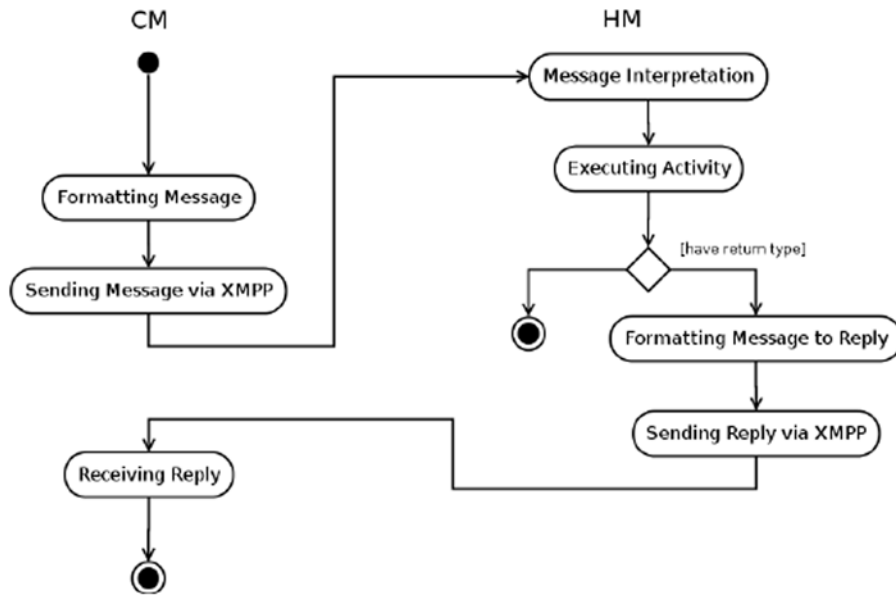 CM
HM
Message Interpretation
Executing Activity
Formatting Message
[have return type]
Sending Message via XMPP
Formatting Message to Reply
Sending Reply via XMPP
Receiving Reply